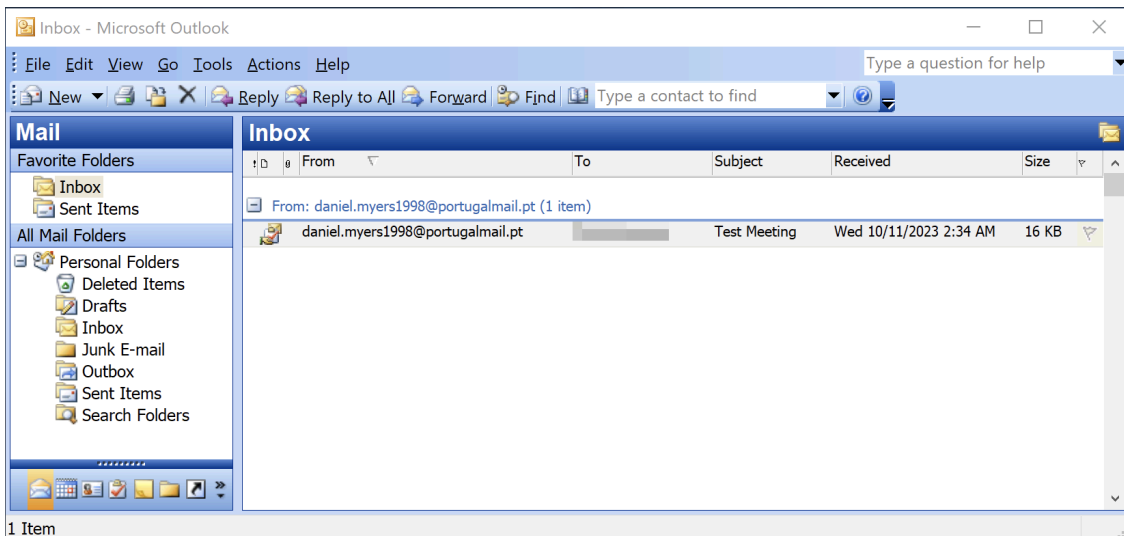 Inbox - Microsoft Outlook
File Edit View Go Tools Actions Help Type a question for help
New Reply Reply to All Forward Find Type a contact to find
Mail
Favorite Folders
Inbox
Sent Items
All Mail Folders
Personal Folders
Deleted Items
Drafts
Inbox
Junk E-mail
Outbox
Sent Items
Search Folders
Inbox
From To Subject Received Size
From: daniel.myers1998@portugalmail.pt (1 item)
daniel.myers1998@portugalmail.pt Test Meeting Wed 10/11/2023 2:34 AM 16 KB
1 Item